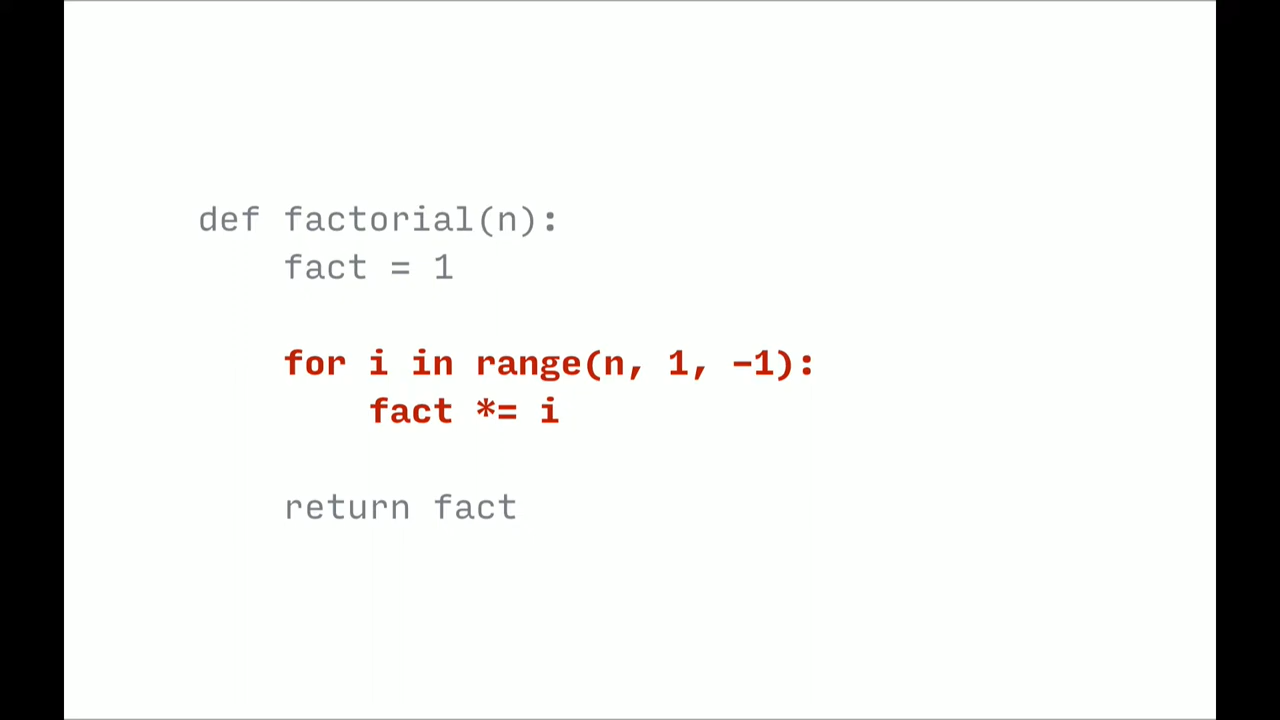 def factorial(n):
    fact = 1
    for i in range(n, 1, -1):
        fact *= i
    return fact